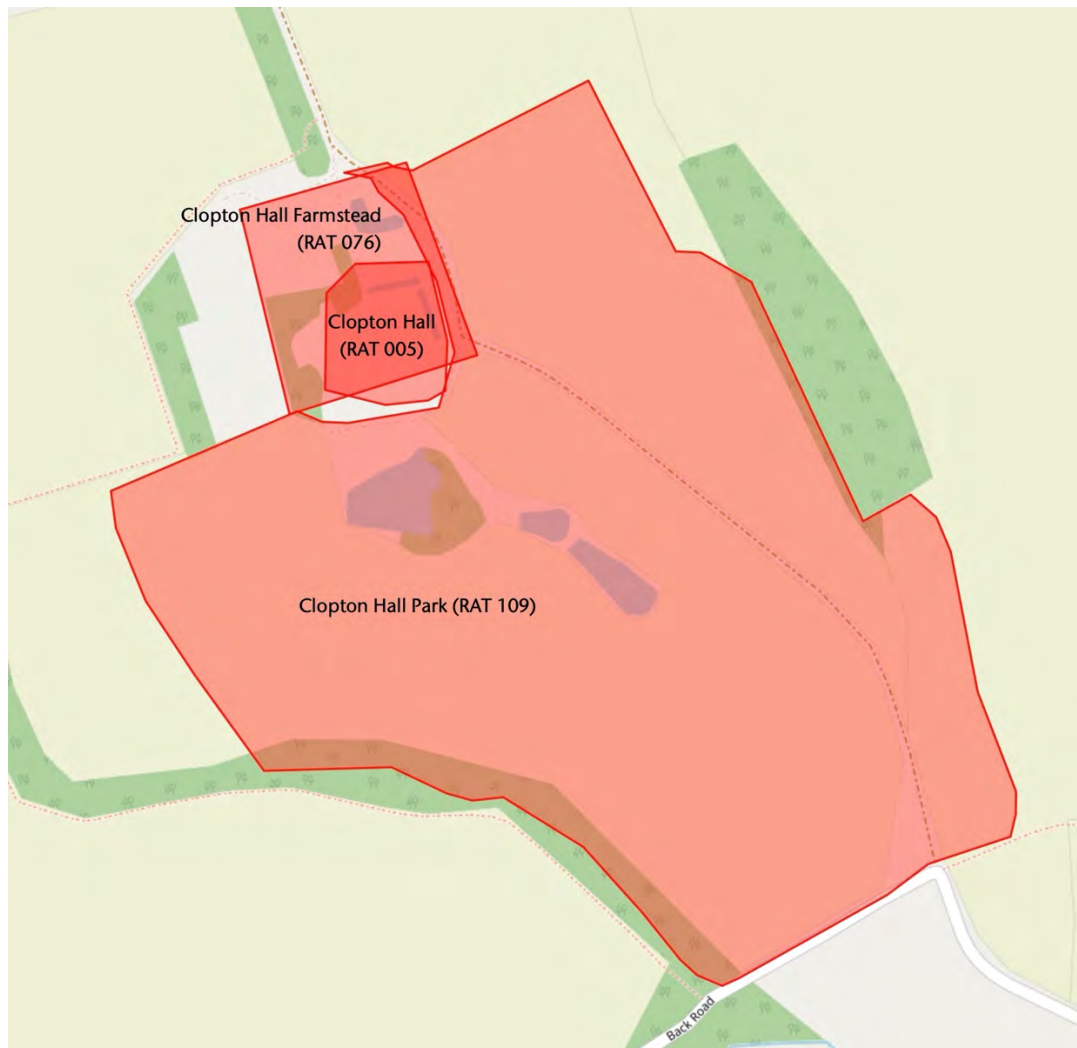 Clopton Hall Farmstead
(RAT 076)
Clopton Hall
(RAT 005)
Clopton Hall Park (RAT 109)
Back Road